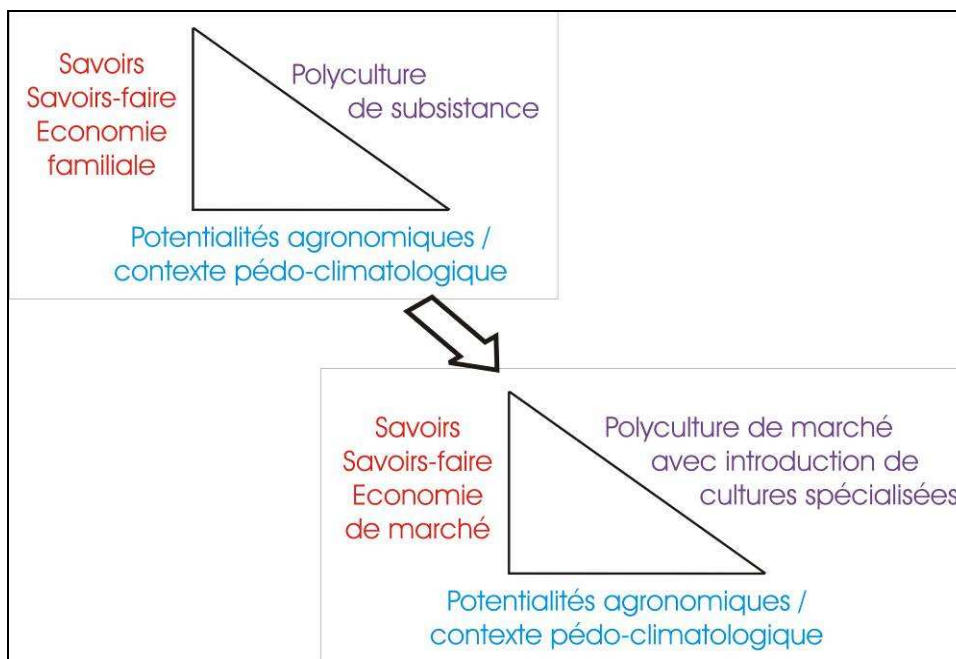 Savoirs
Savoirs-faire
Economie
familiale
Polyculture
de subsistance
Potentialités agronomiques /
contexte pédo-climatologique
Savoirs
Savoirs-faire
Economie
de marché
Polyculture de marché
avec introduction de
cultures spécialisées
Potentialités agronomiques /
contexte pédo-climatologique